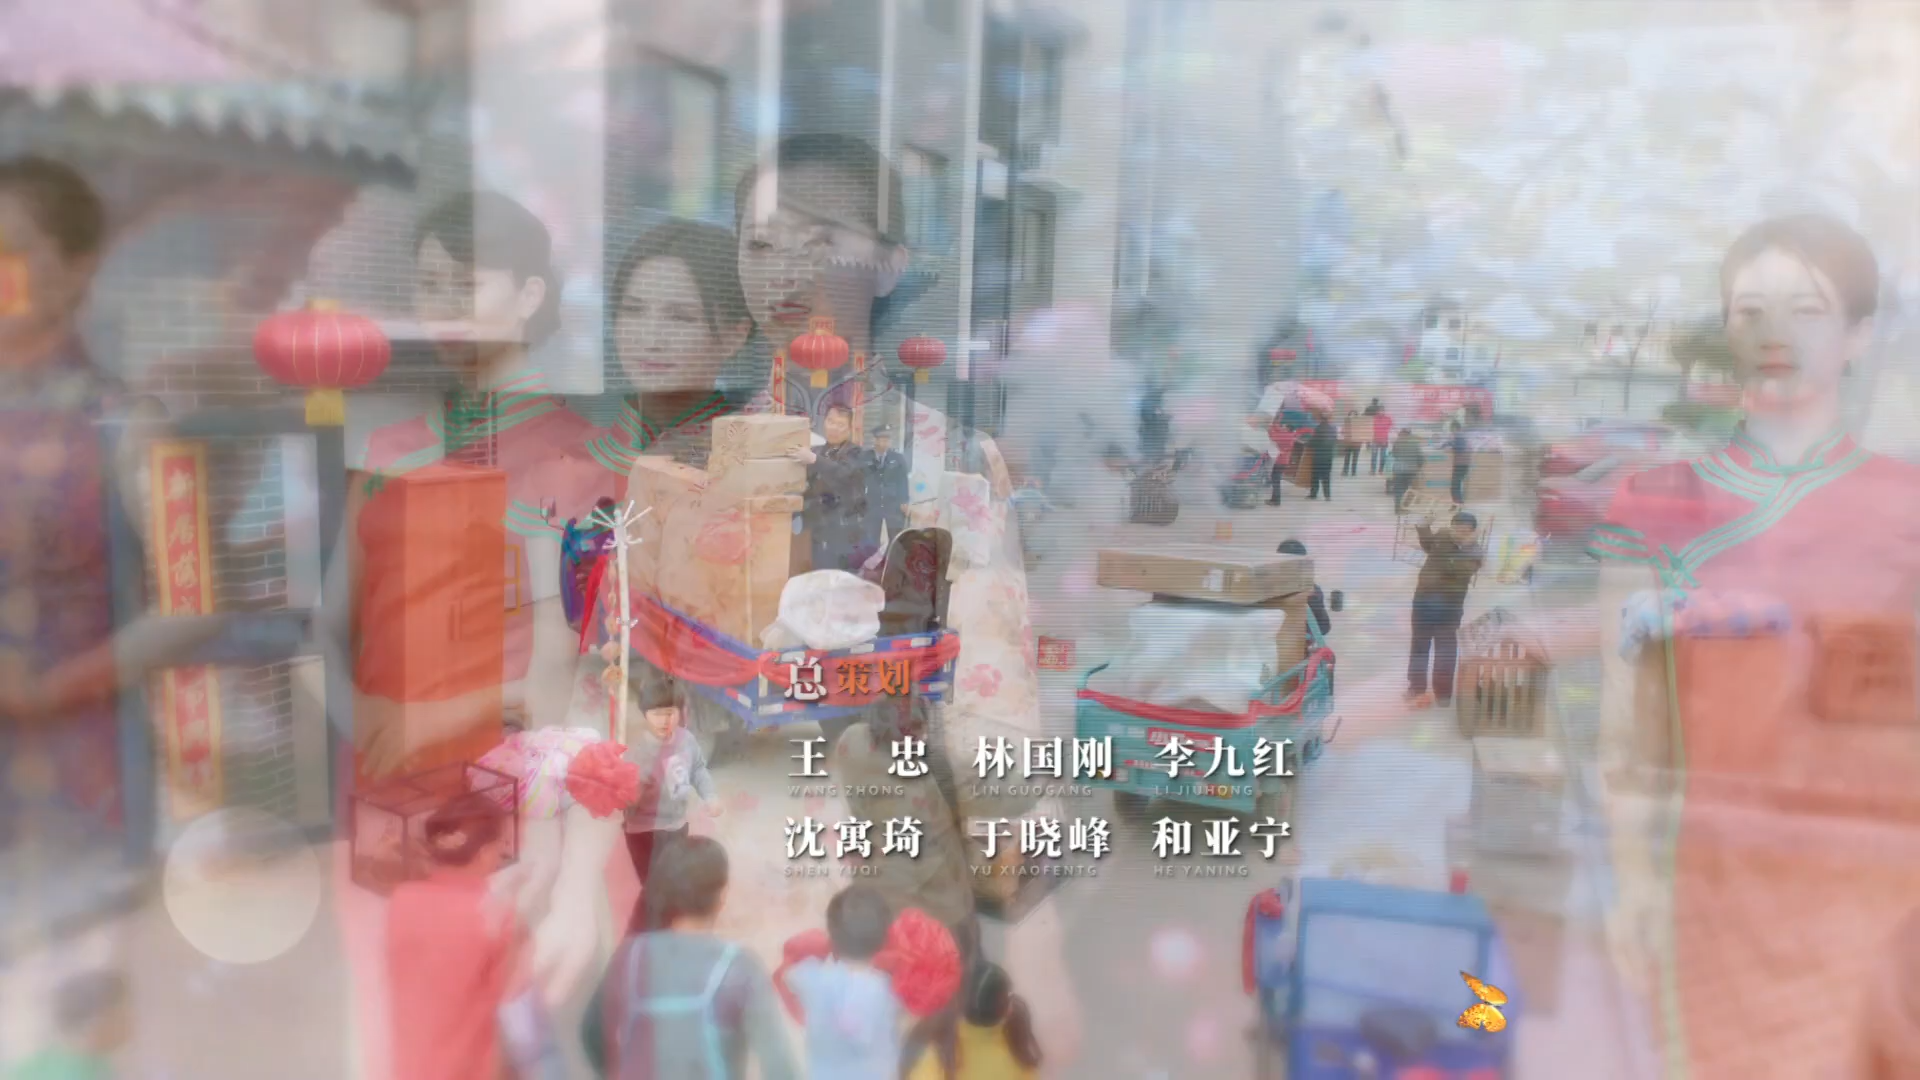 总策划
王 忠 林国刚 李九红
WANG ZHONG LIN GUOGANG LI JIUHONG
沈寓琦 于晓峰 和亚宁
SHEN YUQI YU XIAOFENTG HE YANING